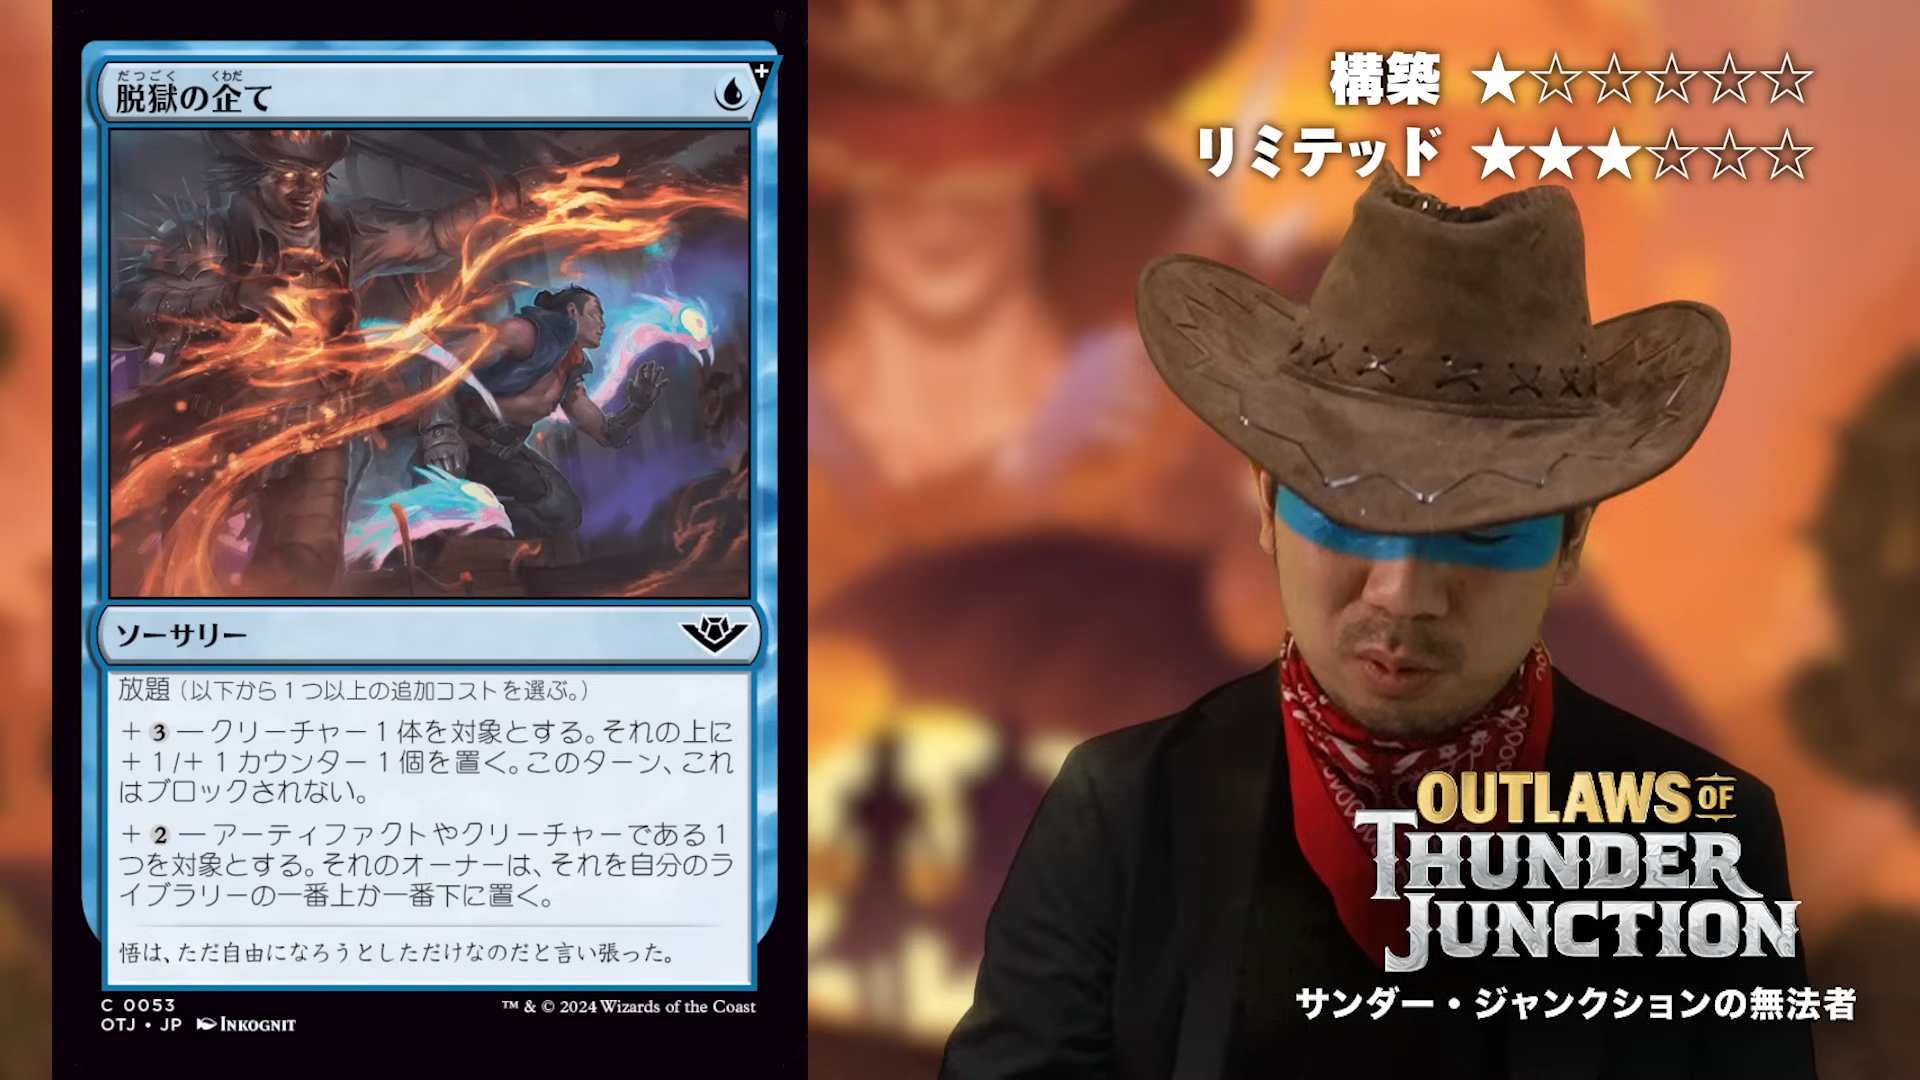 だつごく くわだ
脱獄の企て
ソーサリー
放題(以下から1つ以上の追加コストを選ぶ。)
+ 3 ―クリーチャー1体を対象とする。それの上に
+1/+1カウンター1個を置く。このターン、これ
はブロックされない。
+ 2 ―アーティファクトやクリーチャーである1
つを対象とする。それのオーナーは、それを自分のラ
イブラリーの一番上か一番下に置く。
悟は、ただ自由になろうとしただけなのだと言い張った。
C 0053
OTJ • JP INKOGNIT
™ & © 2024 Wizards of the Coast
構築 ★☆☆☆☆☆
リミテッド ★★★☆☆☆
OUTLAWS OF
THUNDER
JUNCTION
サンダー・ジャンクションの無法者